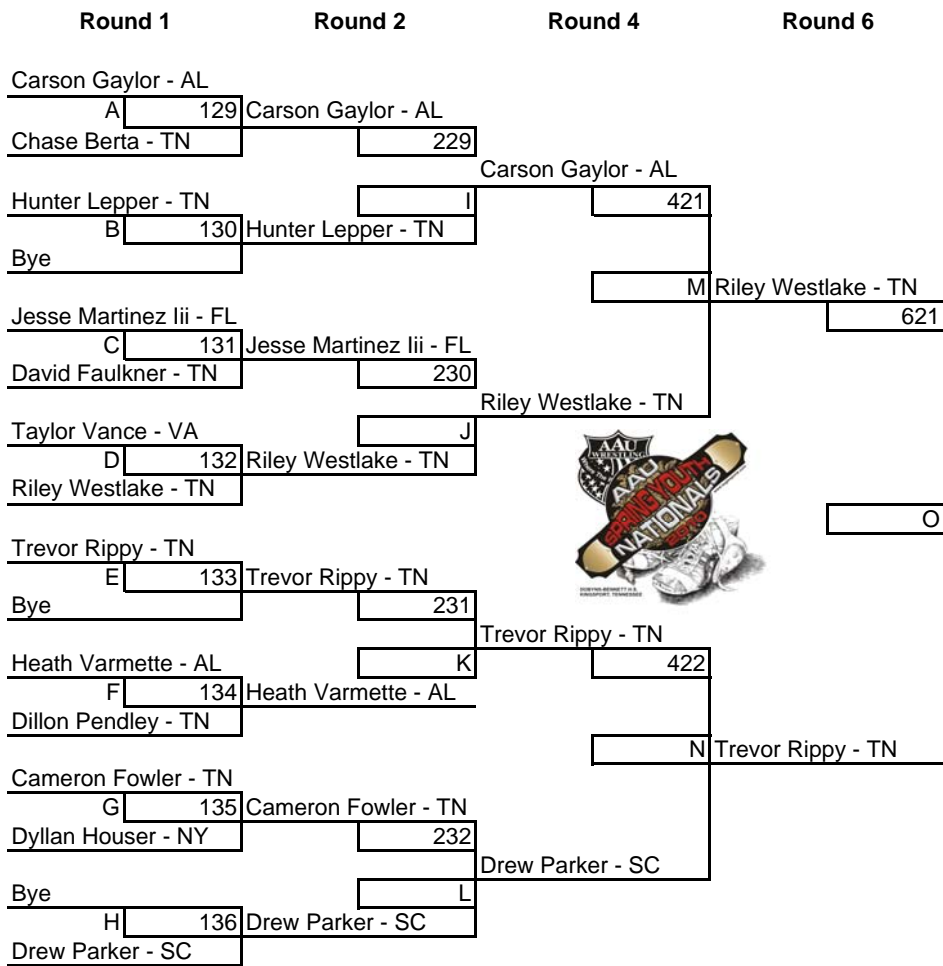 Round 1 Round 2 Round 4 Round 6
Carson Gaylor - AL
A 129 Carson Gaylor - AL
Chase Berta - TN 229
Carson Gaylor - AL
Hunter Lepper - TN I 421
B 130 Hunter Lepper - TN
Bye
M Riley Westlake - TN
Jesse Martinez Iii - FL 621
C 131 Jesse Martinez Iii - FL
David Faulkner - TN 230
Riley Westlake - TN
Taylor Vance - VA J
D 132 Riley Westlake - TN
Riley Westlake - TN
AAU
WRESTLING
AAU
SPRING YOUTH
NATIONALS
2010
DOBYNS-BENNETT H.S.
KINGSPORT, TENNESSEE
O
Trevor Rippy - TN
E 133 Trevor Rippy - TN
Bye 231
Trevor Rippy - TN
Heath Varmette - AL K 422
F 134 Heath Varmette - AL
Dillon Pendley - TN
N Trevor Rippy - TN
Cameron Fowler - TN
G 135 Cameron Fowler - TN
Dyllan Houser - NY 232
Drew Parker - SC
Bye L
H 136 Drew Parker - SC
Drew Parker - SC